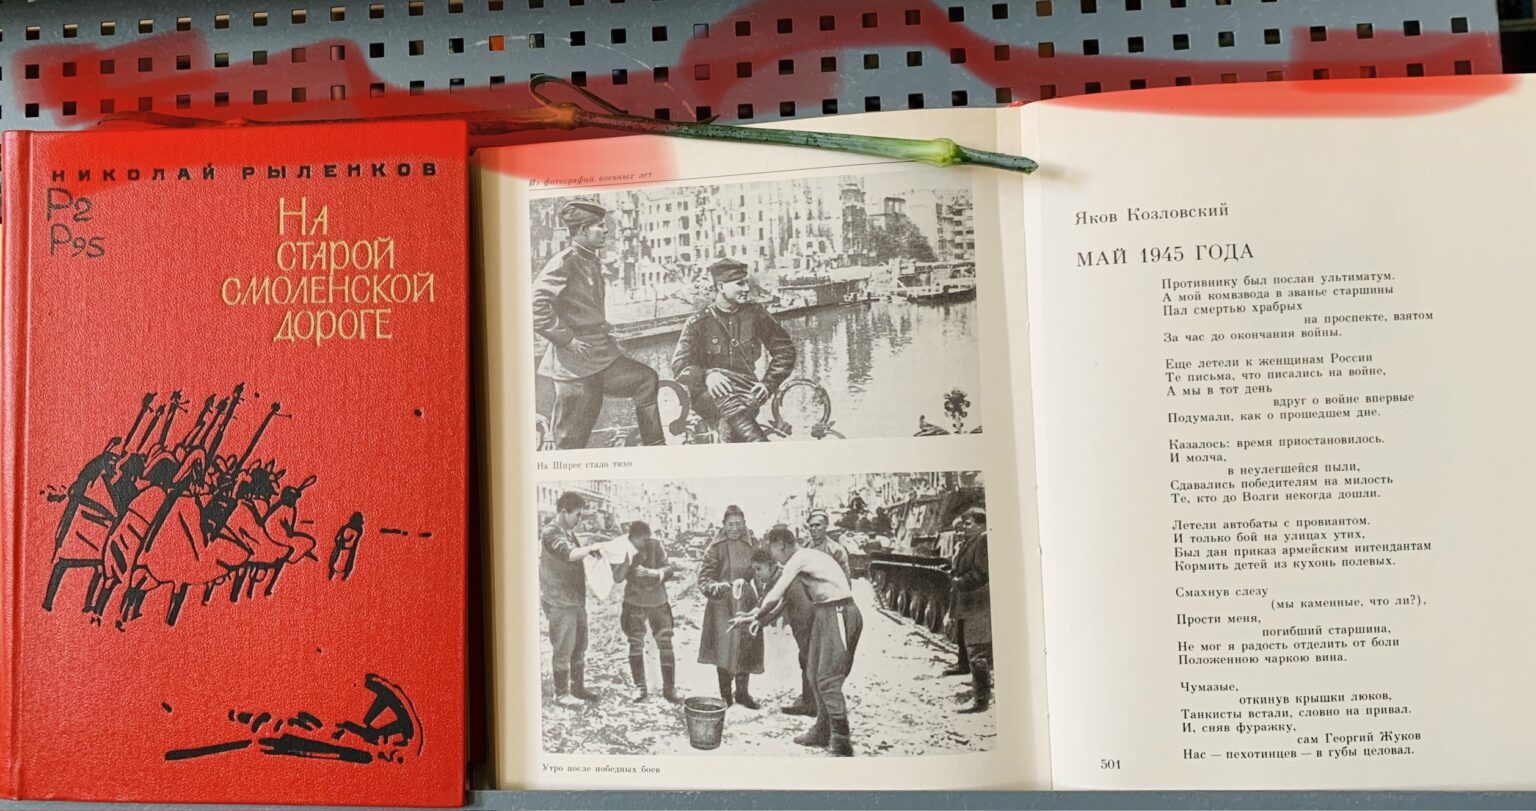 НИКОЛАЙ РЫЛЕНКОВ
Р2
Р95
НА
СТАРОЙ
СМОЛЕНСКОЙ
ДОРОГЕ
Из фотографий военных лет
На Шпрее стало тихо
Утро после победных боев
Яков Козловский
МАЙ 1945 ГОДА
Противнику был послан ультиматум.
А мой комвзвода в званье старшины
Пал смертью храбрых
на проспекте, взятом
За час до окончания войны.
Еще летели к женщинам России
Те письма, что писались на войне,
А мы в тот день
вдруг о войне впервые
Подумали, как о прошедшем дне.
Казалось: время приостановилось.
И молча,
в неулегшейся пыли,
Сдавались победителям на милость
Те, кто до Волги некогда дошли.
Летели автобаты с провиантом.
И только бой на улицах утих,
Был дан приказ армейским интендантам
Кормить детей из кухонь полевых.
Смахнув слезу
(мы каменные, что ли?),
Прости меня,
погибший старшина,
Не мог я радость отделить от боли
Положенною чаркою вина.
Чумазые,
откинув крышки люков,
Танкисты встали, словно на привал.
И, сняв фуражку,
сам Георгий Жуков
Нас — пехотинцев — в губы целовал.
501